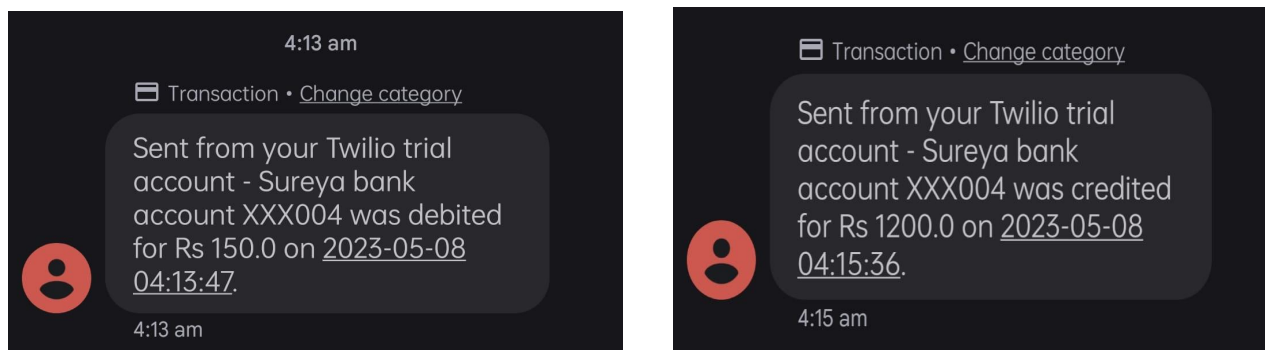 4:13 am
Transaction • Change category
Sent from your Twilio trial
account - Sureya bank
account XXX004 was debited
for Rs 150.0 on 2023-05-08
04:13:47.
4:13 am
Transaction • Change category
Sent from your Twilio trial
account - Sureya bank
account XXX004 was credited
for Rs 1200.0 on 2023-05-08
04:15:36.
4:15 am